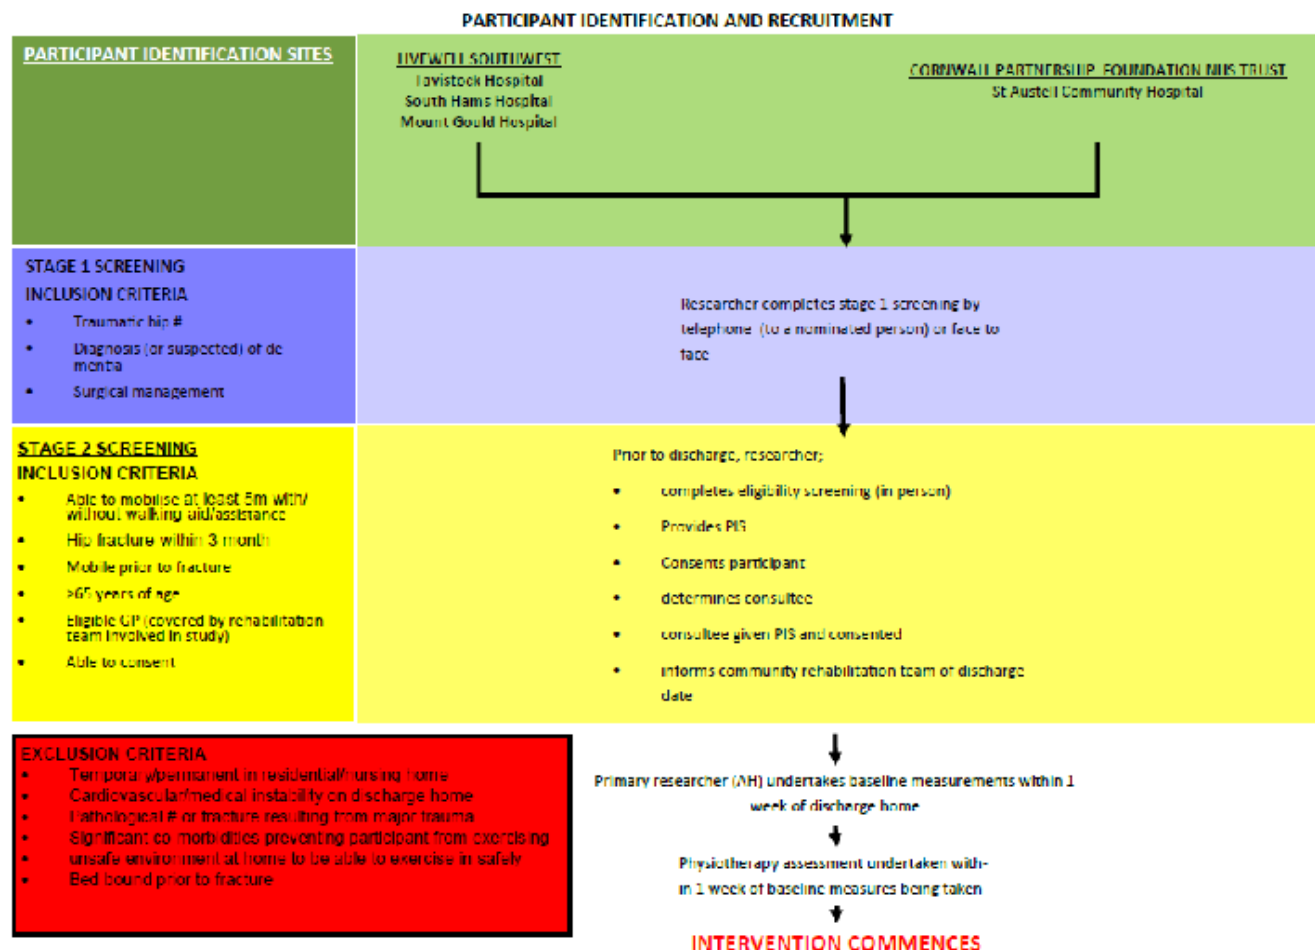 PARTICIPANT IDENTIFICATION AND RECRUITMENT
PARTICIPANT IDENTIFICATION SITES
LIVEWELL SOUTHWEST
Tavistock Hospital
South Hams Hospital
Mount Gould Hospital
CORNWALL PARTNERSHIP FOUNDATION NHS TRUST
St Austell Community Hospital
STAGE 1 SCREENING
INCLUSION CRITERIA
• Traumatic hip #
• Diagnosis (or suspected) of de
mentia
• Surgical management
Researcher completes stage 1 screening by
telephone (to a nominated person) or face to
face
STAGE 2 SCREENING
INCLUSION CRITERIA
• Able to mobilise at least 5m with/
without walking aid/assistance
• Hip fracture within 3 month
• Mobile prior to fracture
• >65 years of age
• Eligible GP (covered by rehabilitation
team involved in study)
• Able to consent
Prior to discharge, researcher;
• completes eligibility screening (in person)
• Provides PIS
• Consents participant
• determines consultee
• consultee given PIS and consented
• informs community rehabilitation team of discharge
date
EXCLUSION CRITERIA
• Temporary/permanent in residential/nursing home
• Cardiovascular/medical instability on discharge home
• Pathological # or fracture resulting from major trauma
• Significant co morbidities preventing participant from exercising
• unsafe environment at home to be able to exercise in safely
• Bed bound prior to fracture
Primary researcher (AH) undertakes baseline measurements within 1
week of discharge home
Physiotherapy assessment undertaken with-
in 1 week of baseline measures being taken
INTERVENTION COMMENCES